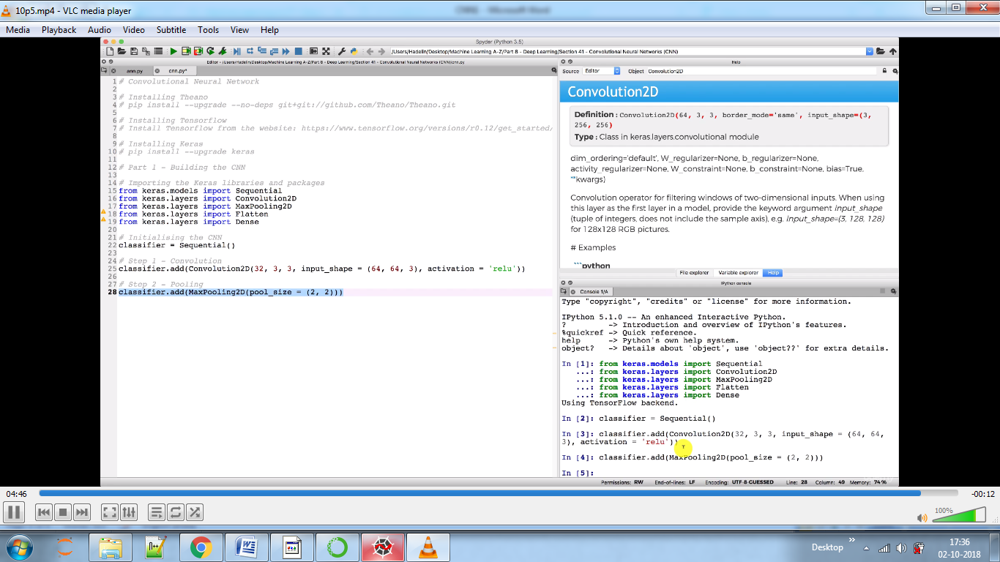 10p5.mp4 - VLC media player
Media Playback Audio Video Subtitle Tools View Help
Spyder (Python 3.5)
/Users/Hadelin/Desktop/Machine Learning A-Z/Part 8 - Deep Learning/Section 41 - Convolutional Neural Networks (CNN)
Editor - /Users/Hadelin/Desktop/Machine Learning A-Z/Part 8 - Deep Learning/Section 41 - Convolutional Neural Networks (CNN)/cnn.py
ann.py cnn.py*
1 # Convolutional Neural Network
2
3 # Installing Theano
4 # pip install --upgrade --no-deps git+git://github.com/Theano/Theano.git
5
6 # Installing Tensorflow
7 # Install Tensorflow from the website: https://www.tensorflow.org/versions/r0.12/get_started/
8
9 # Installing Keras
10 # pip install --upgrade keras
11
12 # Part 1 - Building the CNN
13
14 # Importing the Keras libraries and packages
15 from keras.models import Sequential
16 from keras.layers import Convolution2D
17 from keras.layers import MaxPooling2D
18 from keras.layers import Flatten
19 from keras.layers import Dense
20
21 # Initialising the CNN
22 classifier = Sequential()
23
24 # Step 1 - Convolution
25 classifier.add(Convolution2D(32, 3, 3, input_shape = (64, 64, 3), activation = 'relu'))
26
27 # Step 2 - Pooling
28 classifier.add(MaxPooling2D(pool_size = (2, 2)))
Help
Source Editor Object Convolution2D
Convolution2D
Definition : Convolution2D(64, 3, 3, border_mode='same', input_shape=(3,
256, 256)
Type : Class in keras.layers.convolutional module
dim_ordering='default', W_regularizer=None, b_regularizer=None,
activity_regularizer=None, W_constraint=None, b_constraint=None, bias=True,
**kwargs)
Convolution operator for filtering windows of two-dimensional inputs. When using
this layer as the first layer in a model, provide the keyword argument input_shape
(tuple of integers, does not include the sample axis), e.g. input_shape=(3, 128, 128)
for 128x128 RGB pictures.
# Examples
```python
File explorer Variable explorer Help
IPython console
Console 1/A
Type "copyright", "credits" or "license" for more information.
IPython 5.1.0 -- An enhanced Interactive Python.
? -> Introduction and overview of IPython's features.
%quickref -> Quick reference.
help -> Python's own help system.
object? -> Details about 'object', use 'object??' for extra details.
In [1]: from keras.models import Sequential
...: from keras.layers import Convolution2D
...: from keras.layers import MaxPooling2D
...: from keras.layers import Flatten
...: from keras.layers import Dense
Using TensorFlow backend.
In [2]: classifier = Sequential()
In [3]: classifier.add(Convolution2D(32, 3, 3, input_shape = (64, 64,
3), activation = 'relu'))
In [4]: classifier.add(MaxPooling2D(pool_size = (2, 2)))
In [5]:
Permissions: RW End-of-lines: LF Encoding: UTF-8-GUESSED Line: 28 Column: 49 Memory: 74 %
04:46 -00:12
100%
Desktop
17:36
02-10-2018